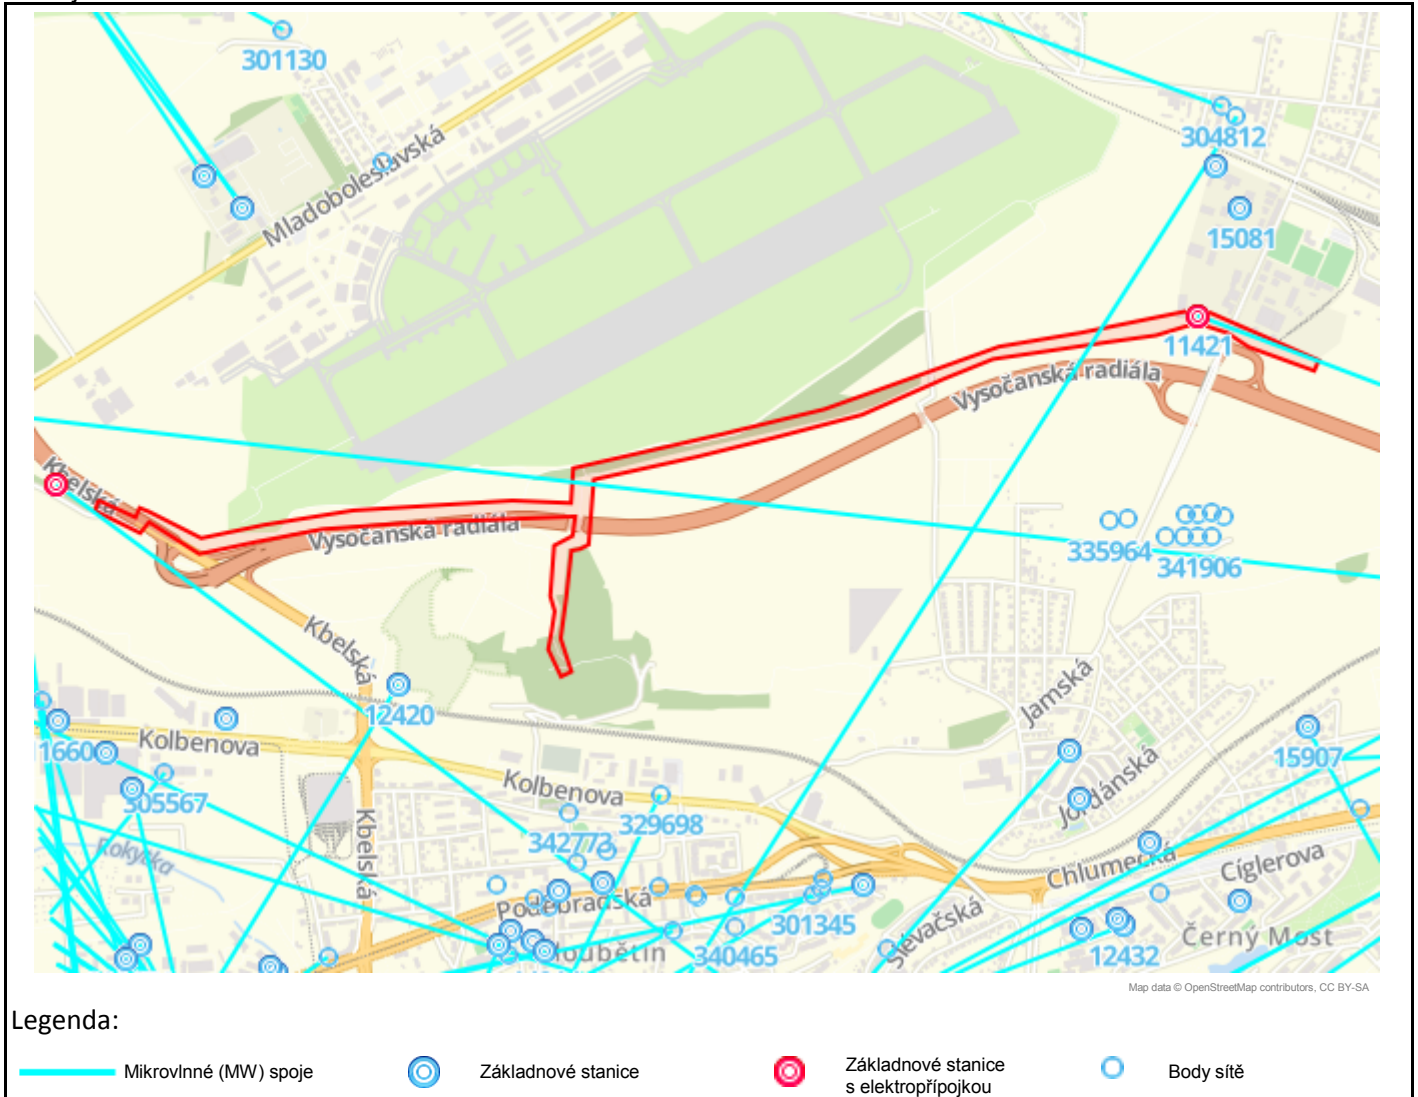 301130
304812
Mladoboleslavská
15081
11421
Vysočanská radiála
Kbelská
Vysočanská radiála
335964
341906
Kbelská
Jamská
12420
1660
Kolbenova
15907
Kolbenova
Jordánská
305567
329698
342773
Kbelská
Rokytka
Chlumecká
Cíglerova
Poděbradská
301345
Slévačská
340465
12432
Černý Most
Hloubětín
Map data © OpenStreetMap contributors, CC BY-SA
Legenda:
Mikrovlnné (MW) spoje
Základnové stanice
Základnové stanice
s elektropřípojkou
Body sítě